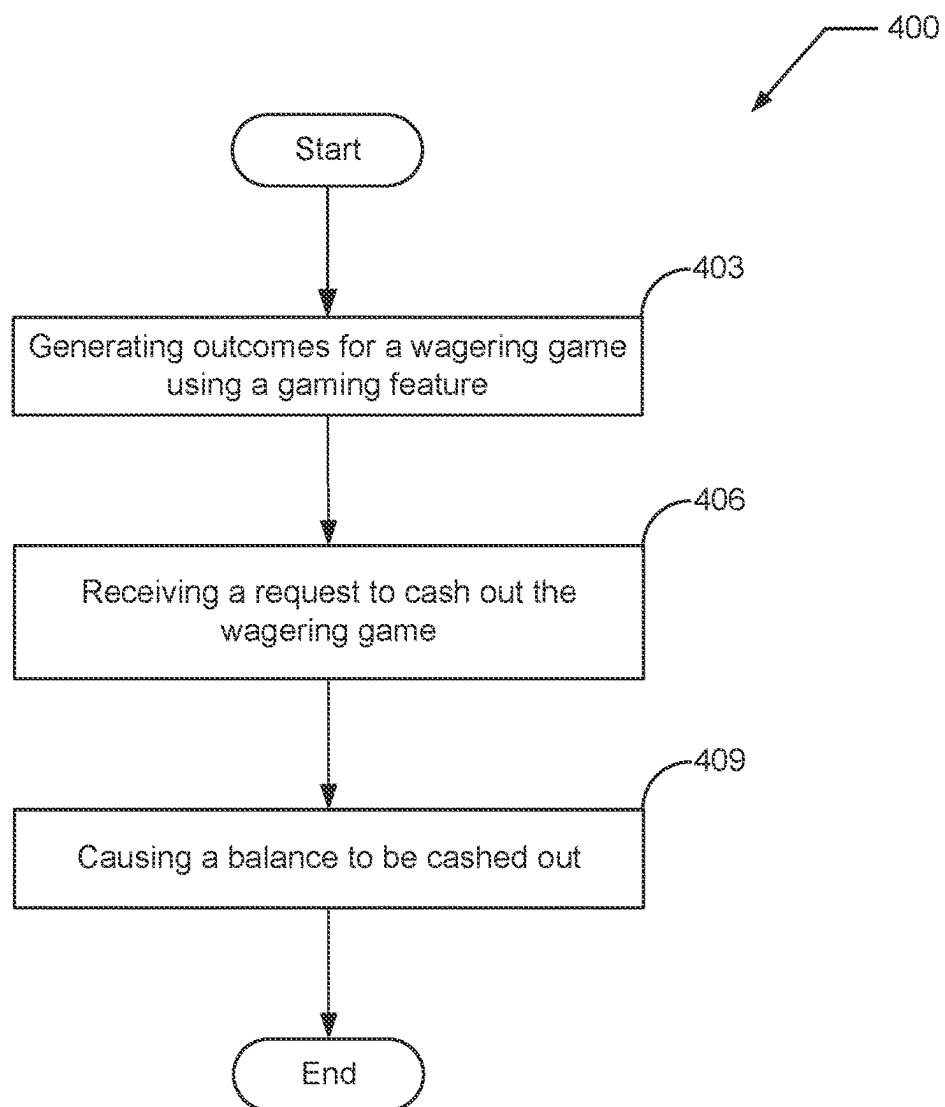 400
Start
403
Generating outcomes for a wagering game
using a gaming feature
406
Receiving a request to cash out the
wagering game
409
Causing a balance to be cashed out
End